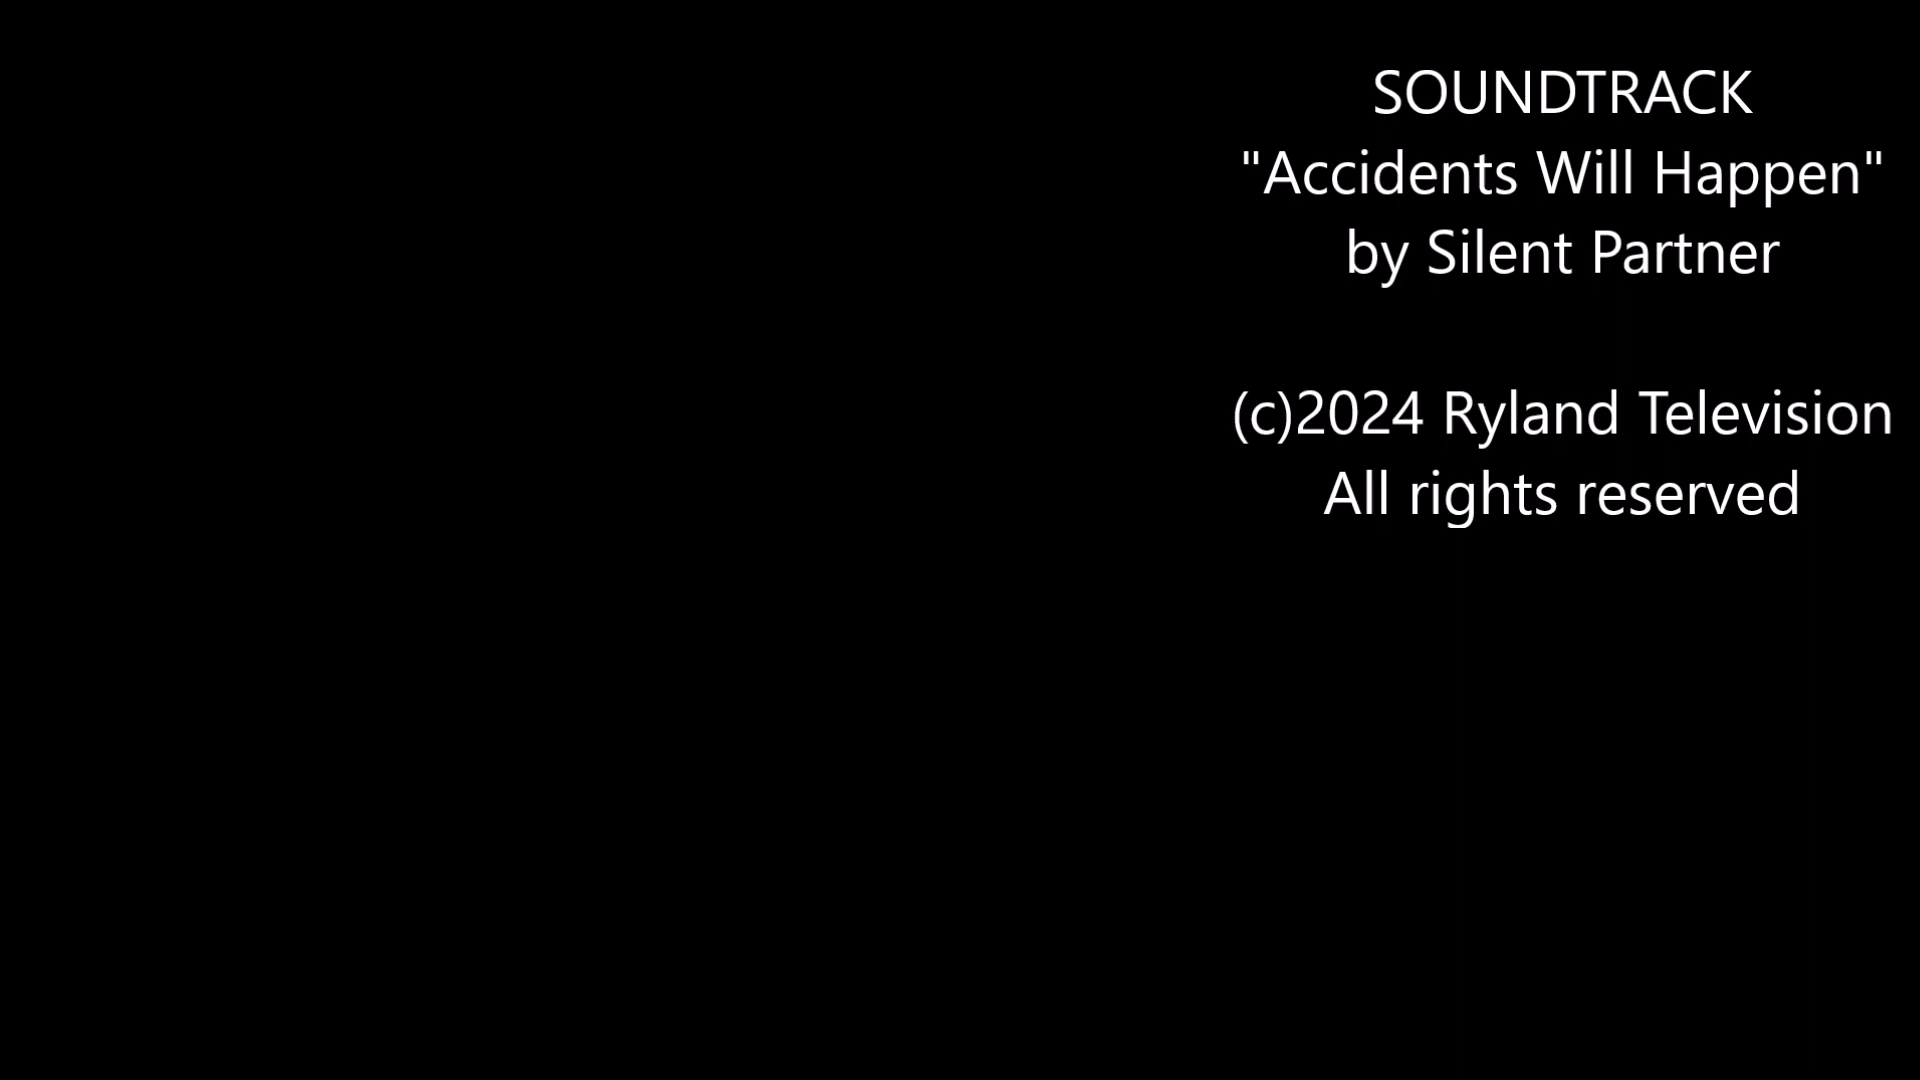 SOUNDTRACK
"Accidents Will Happen"
by Silent Partner
(c)2024 Ryland Television
All rights reserved